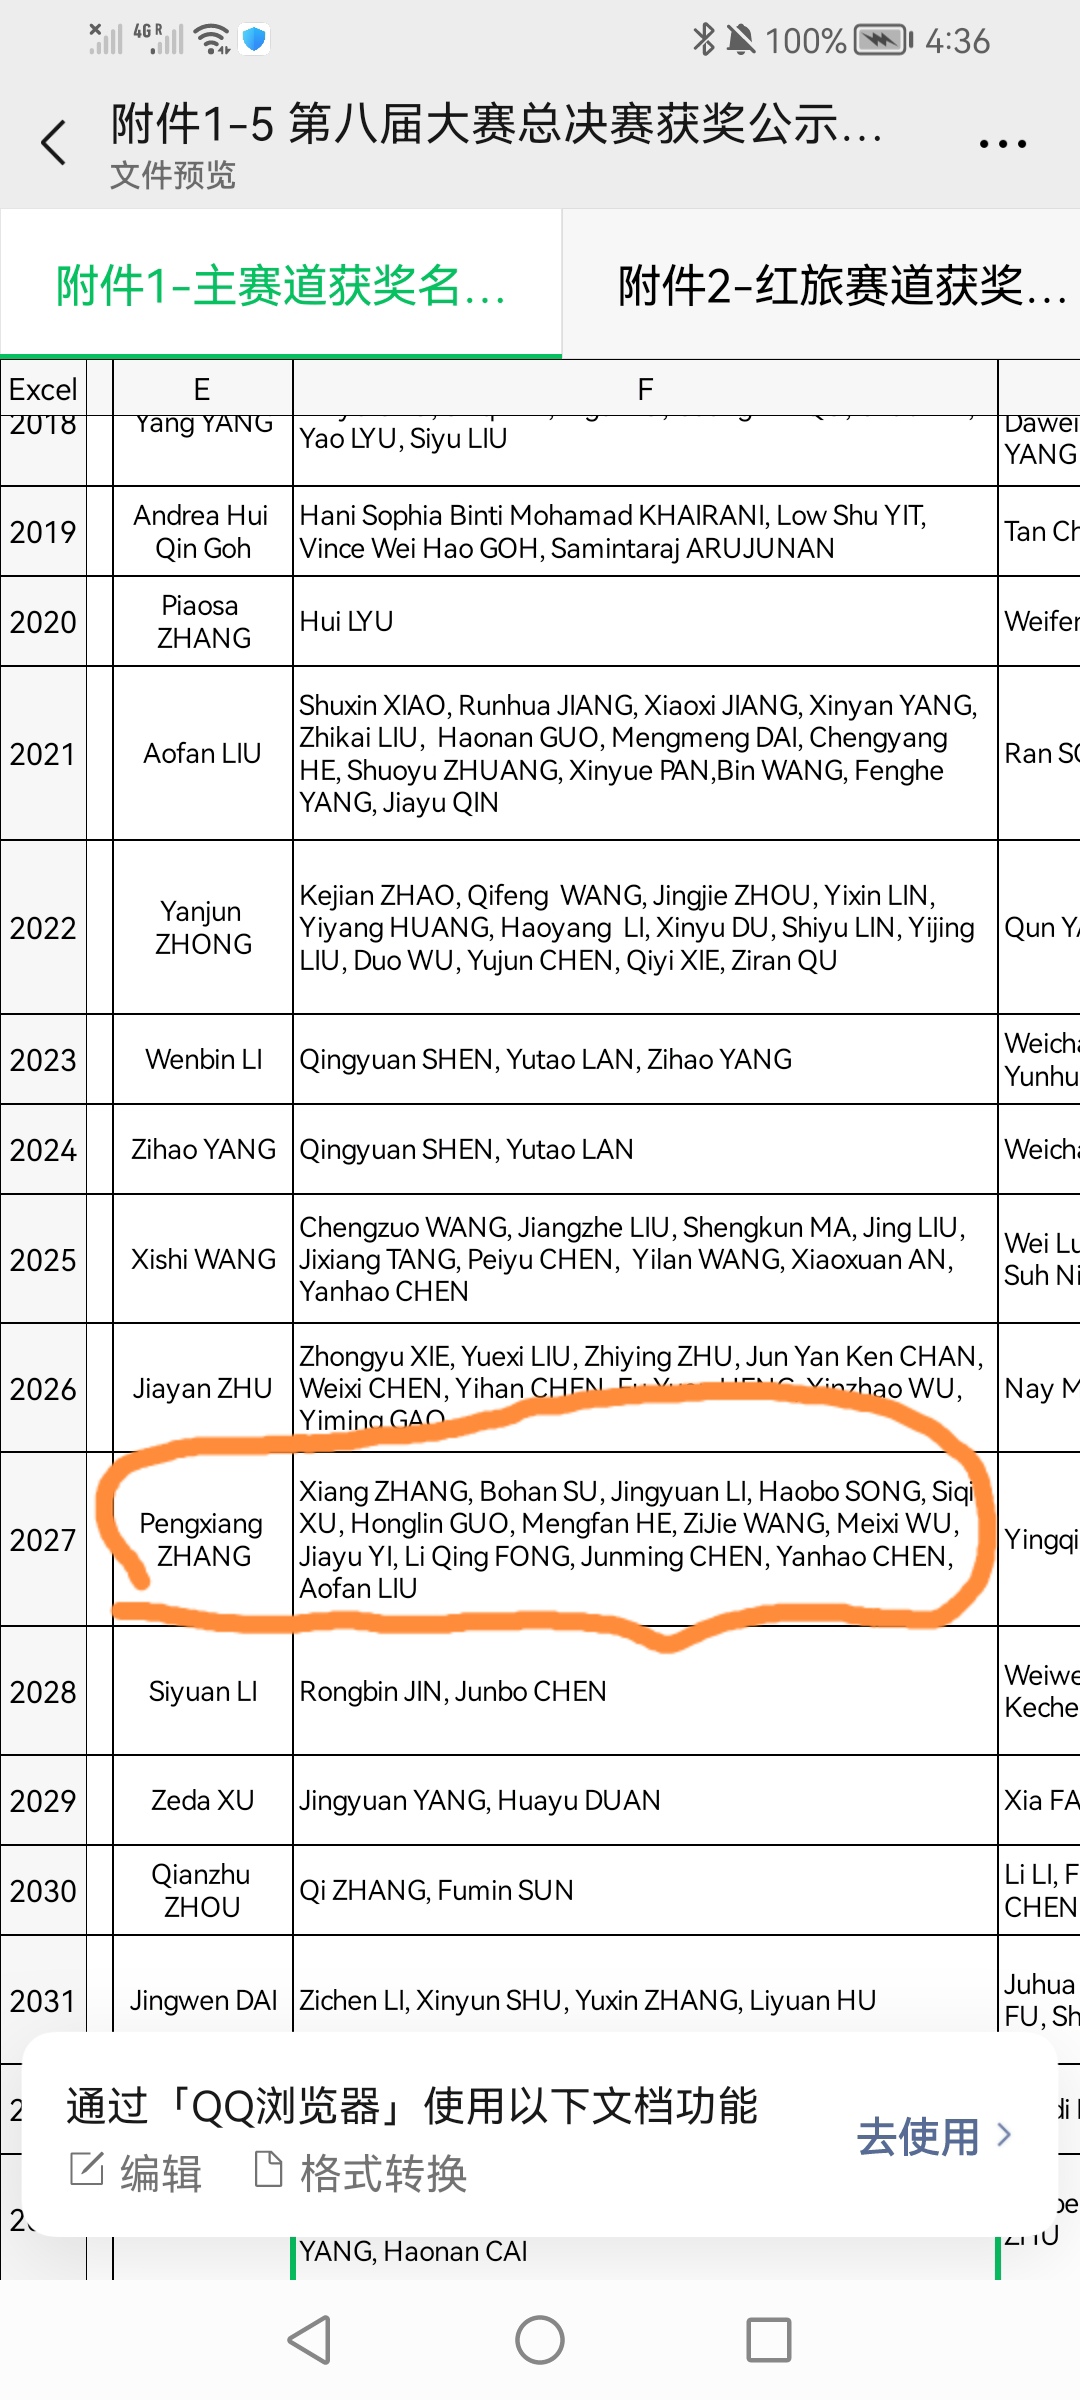 4G R
100%
4:36
附件1-5 第八届大赛总决赛获奖公示...
文件预览
附件1-主赛道获奖名...
附件2-红旅赛道获奖...
Excel
E
F
2018
Yang YANG
Yao LYU, Siyu LIU
Dawei
YANG
2019
Andrea Hui
Qin Goh
Hani Sophia Binti Mohamad KHAIRANI, Low Shu YIT,
Vince Wei Hao GOH, Samintaraj ARUJUNAN
Tan Ch
2020
Piaosa
ZHANG
Hui LYU
Weifen
2021
Aofan LIU
Shuxin XIAO, Runhua JIANG, Xiaoxi JIANG, Xinyan YANG,
Zhikai LIU,  Haonan GUO, Mengmeng DAI, Chengyang
HE, Shuoyu ZHUANG, Xinyue PAN,Bin WANG, Fenghe
YANG, Jiayu QIN
Ran SO
2022
Yanjun
ZHONG
Kejian ZHAO, Qifeng  WANG, Jingjie ZHOU, Yixin LIN,
Yiyang HUANG, Haoyang  LI, Xinyu DU, Shiyu LIN, Yijing
LIU, Duo WU, Yujun CHEN, Qiyi XIE, Ziran QU
Qun YA
2023
Wenbin LI
Qingyuan SHEN, Yutao LAN, Zihao YANG
Weicha
Yunhu
2024
Zihao YANG
Qingyuan SHEN, Yutao LAN
Weicha
2025
Xishi WANG
Chengzuo WANG, Jiangzhe LIU, Shengkun MA, Jing LIU,
Jixiang TANG, Peiyu CHEN,  Yilan WANG, Xiaoxuan AN,
Yanhao CHEN
Wei Lu
Suh Ni
2026
Jiayan ZHU
Zhongyu XIE, Yuexi LIU, Zhiying ZHU, Jun Yan Ken CHAN,
Weixi CHEN, Yihan CHEN, HENG, Xinzhao WU,
Yiming GAO
Nay M
2027
Pengxiang
ZHANG
Xiang ZHANG, Bohan SU, Jingyuan LI, Haobo SONG, Siqi
XU, Honglin GUO, Mengfan HE, ZiJie WANG, Meixi WU,
Jiayu YI, Li Qing FONG, Junming CHEN, Yanhao CHEN,
Aofan LIU
Yingqi
2028
Siyuan LI
Rongbin JIN, Junbo CHEN
Weiwe
Keche
2029
Zeda XU
Jingyuan YANG, Huayu DUAN
Xia FA
2030
Qianzhu
ZHOU
Qi ZHANG, Fumin SUN
Li LI, F
CHEN
2031
Jingwen DAI
Zichen LI, Xinyun SHU, Yuxin ZHANG, Liyuan HU
Juhua
FU, Sh
通过「QQ浏览器」使用以下文档功能
编辑
格式转换
去使用
ZHU
YANG, Haonan CAI